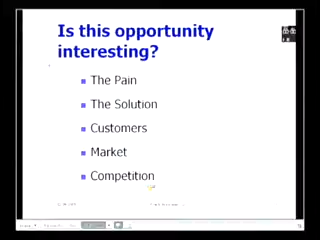 Is this opportunity
interesting?
The Pain
The Solution
Customers
Market
Competition